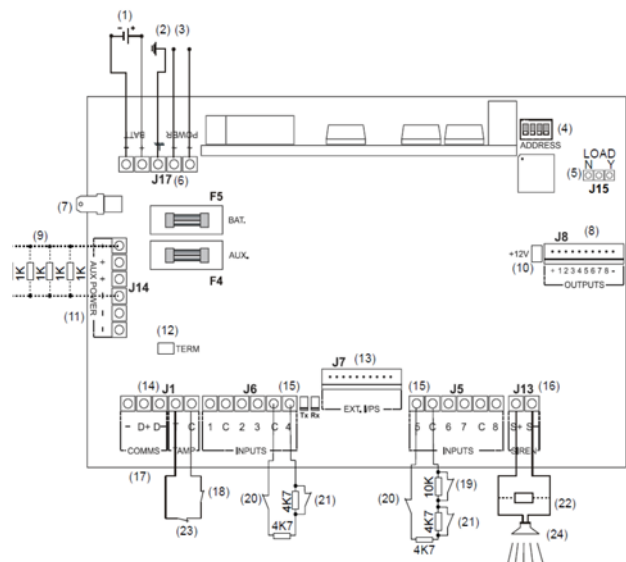 (1)
- +
(2) (3)
BAT. POWER
J17 (6)
(4)
ADDRESS
LOAD
(5) N Y
J15
(7)
F5
BAT.
AUX.
F4
J8 (8)
+12V
(10)
+ 1 2 3 4 5 6 7 8 -
OUTPUTS
(9)
1K 1K 1K 1K
AUX POWER
+ + + - - -
J14
(11)
(12)
TERM
J7 (13)
EXT. I/PS
(14) J1
- D+ D- T C
COMMS TAMP
J6 (15)
1 C 2 3 C 4
INPUTS
Tx Rx
(15) J5
5 C 6 7 C 8
INPUTS
J13 (16)
S+ S-
SIREN
(17)
(18)
(23)
(20)
4K7
(21)
4K7
(20)
10K
(19)
4K7
(21)
4K7
(22)
(24)